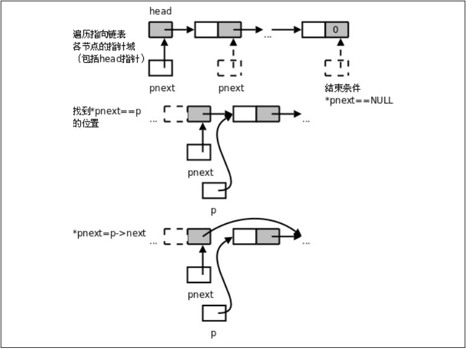 head
遍历指向链表
各节点的指针域
（包括head指针）
...
0
pnext
pnext
结束条件
*pnext==NULL
找到*pnext==p
的位置
...
...
pnext
p
*pnext=p->next
...
...
pnext
p